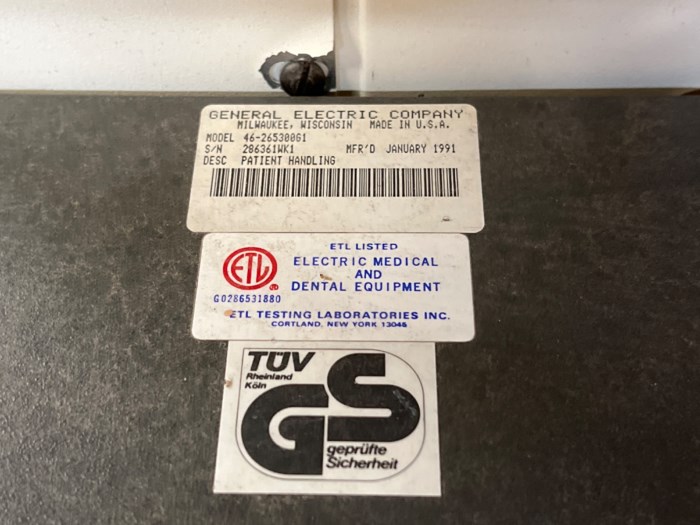 GENERAL ELECTRIC COMPANY
MILWAUKEE, WISCONSIN MADE IN U.S.A.
MODEL 46-265300G1
S/N 286361WK1 MFR'D JANUARY 1991
DESC PATIENT HANDLING
ETL LISTED
ETL
ELECTRIC MEDICAL
AND
DENTAL EQUIPMENT
G0286531880
ETL TESTING LABORATORIES INC.
CORTLAND, NEW YORK 13045
TÜV
Rheinland
Köln
GS
geprüfte
Sicherheit